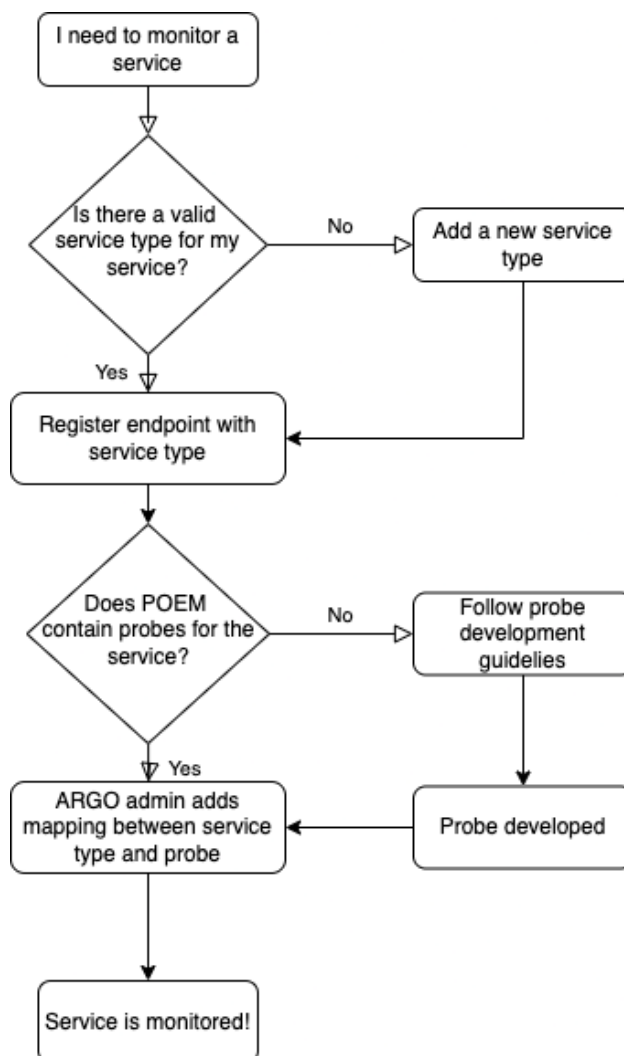 I need to monitor a
service
Is there a valid
service type for my
service?
No
Add a new service
type
Yes
Register endpoint with
service type
Does POEM
contain probes for the
service?
No
Follow probe
development
guidelies
Yes
ARGO admin adds
mapping between service
type and probe
Probe developed
Service is monitored!